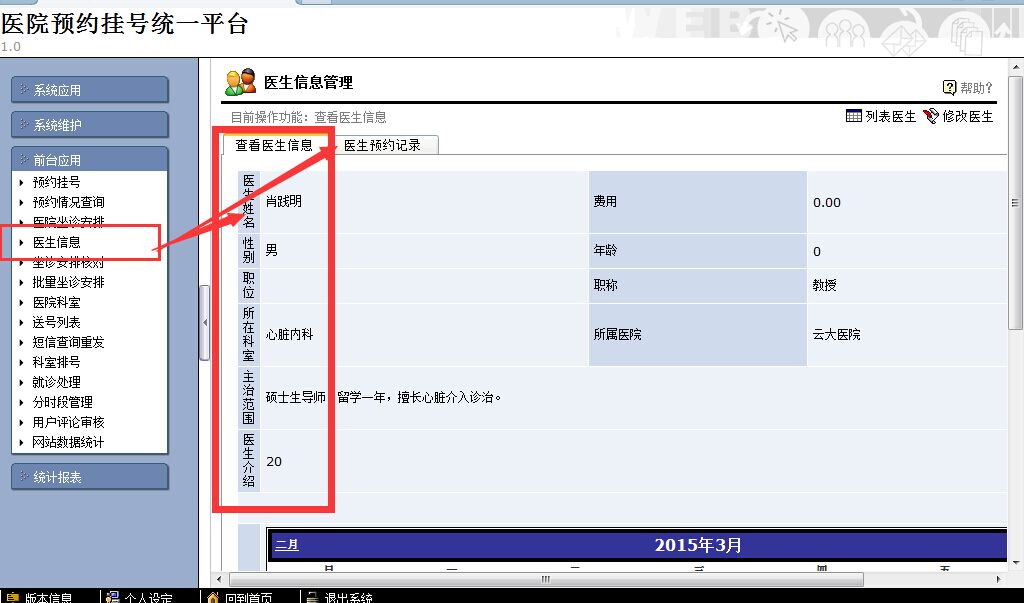 医院预约挂号统一平台
1.0
WEB
系统应用
系统维护
前台应用
预约挂号
预约情况查询
医院坐诊安排
医生信息
坐诊安排核对
批量坐诊安排
医院科室
送号列表
短信查询重发
科室排号
就诊处理
分时段管理
用户评论审核
网站数据统计
统计报表
医生信息管理
帮助?
目前操作功能: 查看医生信息
列表医生 修改医生
查看医生信息 医生预约记录
医生姓名 肖践明 费用 0.00
性别 男 年龄 0
职位 职称 教授
所在科室 心脏内科 所属医院 云大医院
主治范围 硕士生导师 留学一年，擅长心脏介入诊治。
医生介绍 20
二月 2015年3月
日 一 二 三 四 五
版本信息 个人设定 回到首页 退出系统